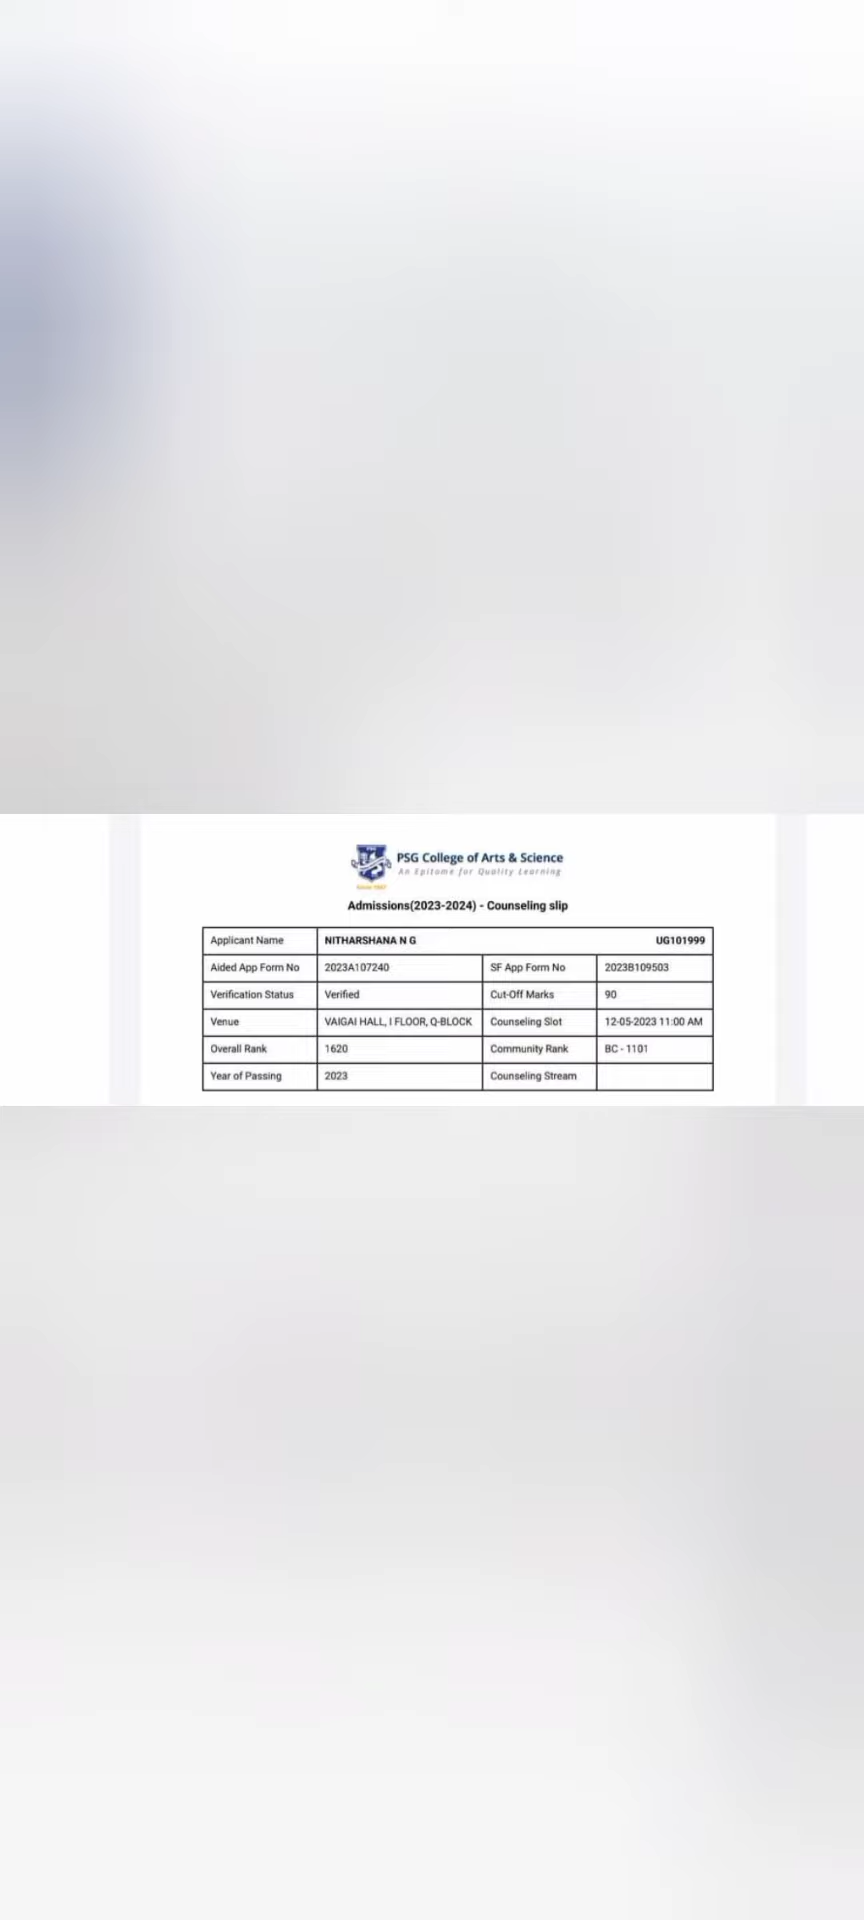 PSG College of Arts & Science
An Epitome for Quality Learning
Since 1947
Admissions(2023-2024) - Counseling slip
Applicant Name NITHARSHANA N G UG101999
Aided App Form No 2023A107240 SF App Form No 2023B109503
Verification Status Verified Cut-Off Marks 90
Venue VAIGAI HALL, I FLOOR, Q-BLOCK Counseling Slot 12-05-2023 11:00 AM
Overall Rank 1620 Community Rank BC - 1101
Year of Passing 2023 Counseling Stream